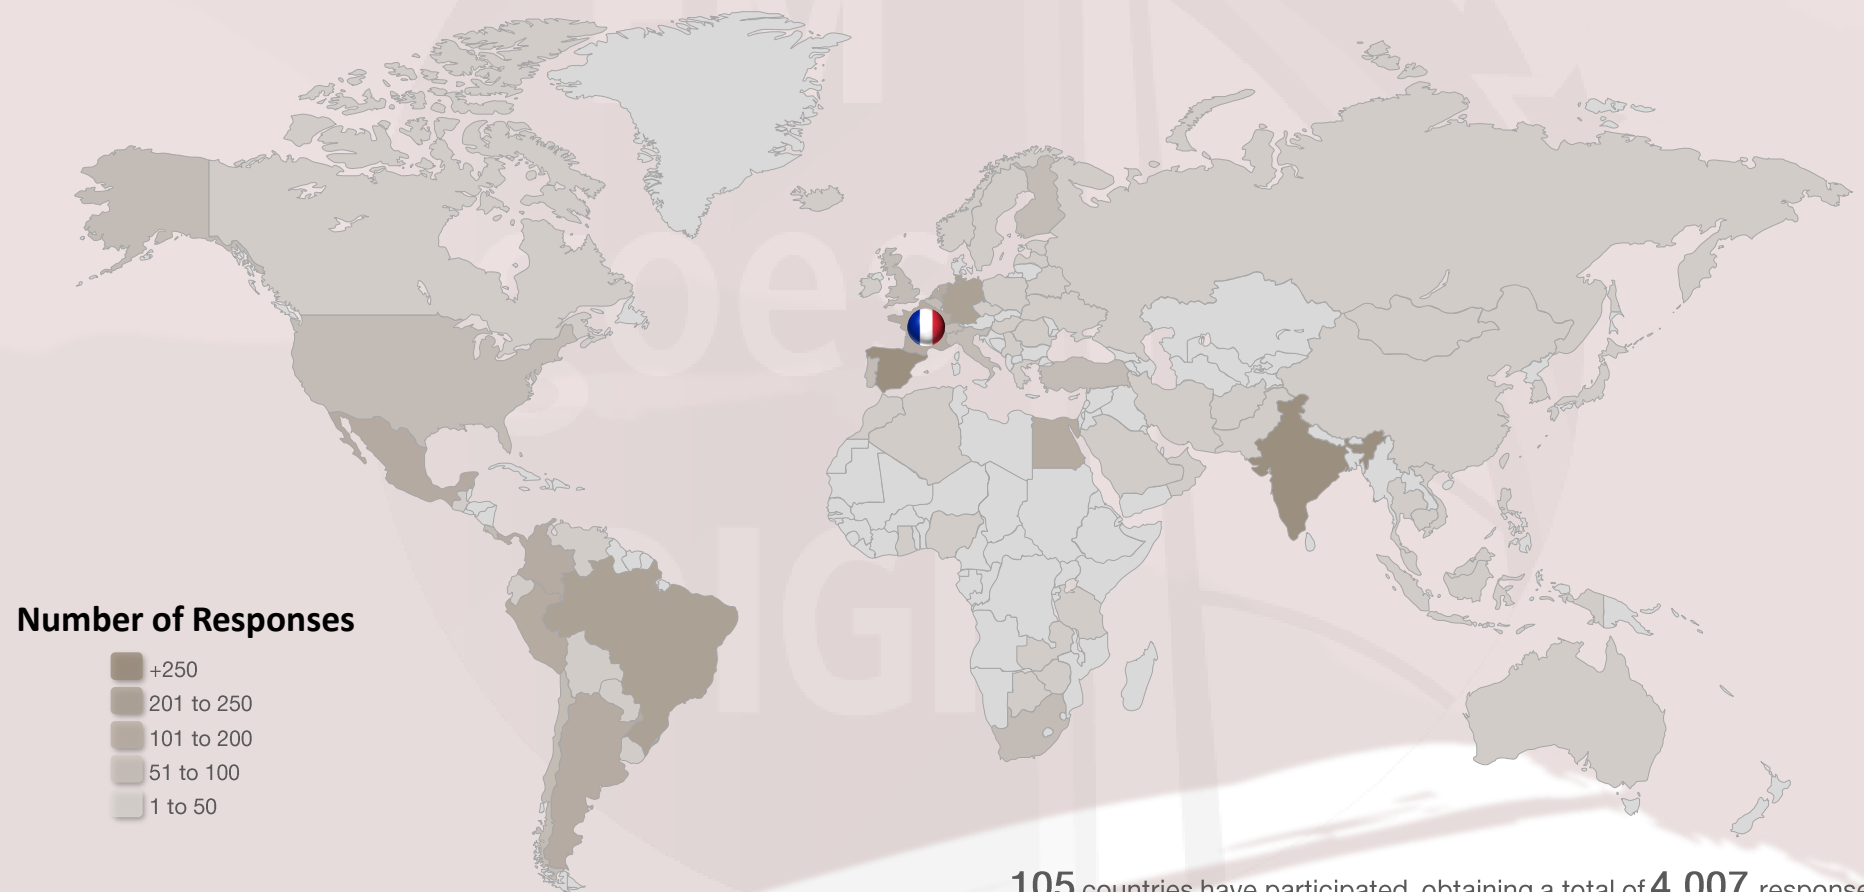 Number of Responses
+250
201 to 250
101 to 200
51 to 100
1 to 50
105 countries have participated, obtaining a total of 4,007